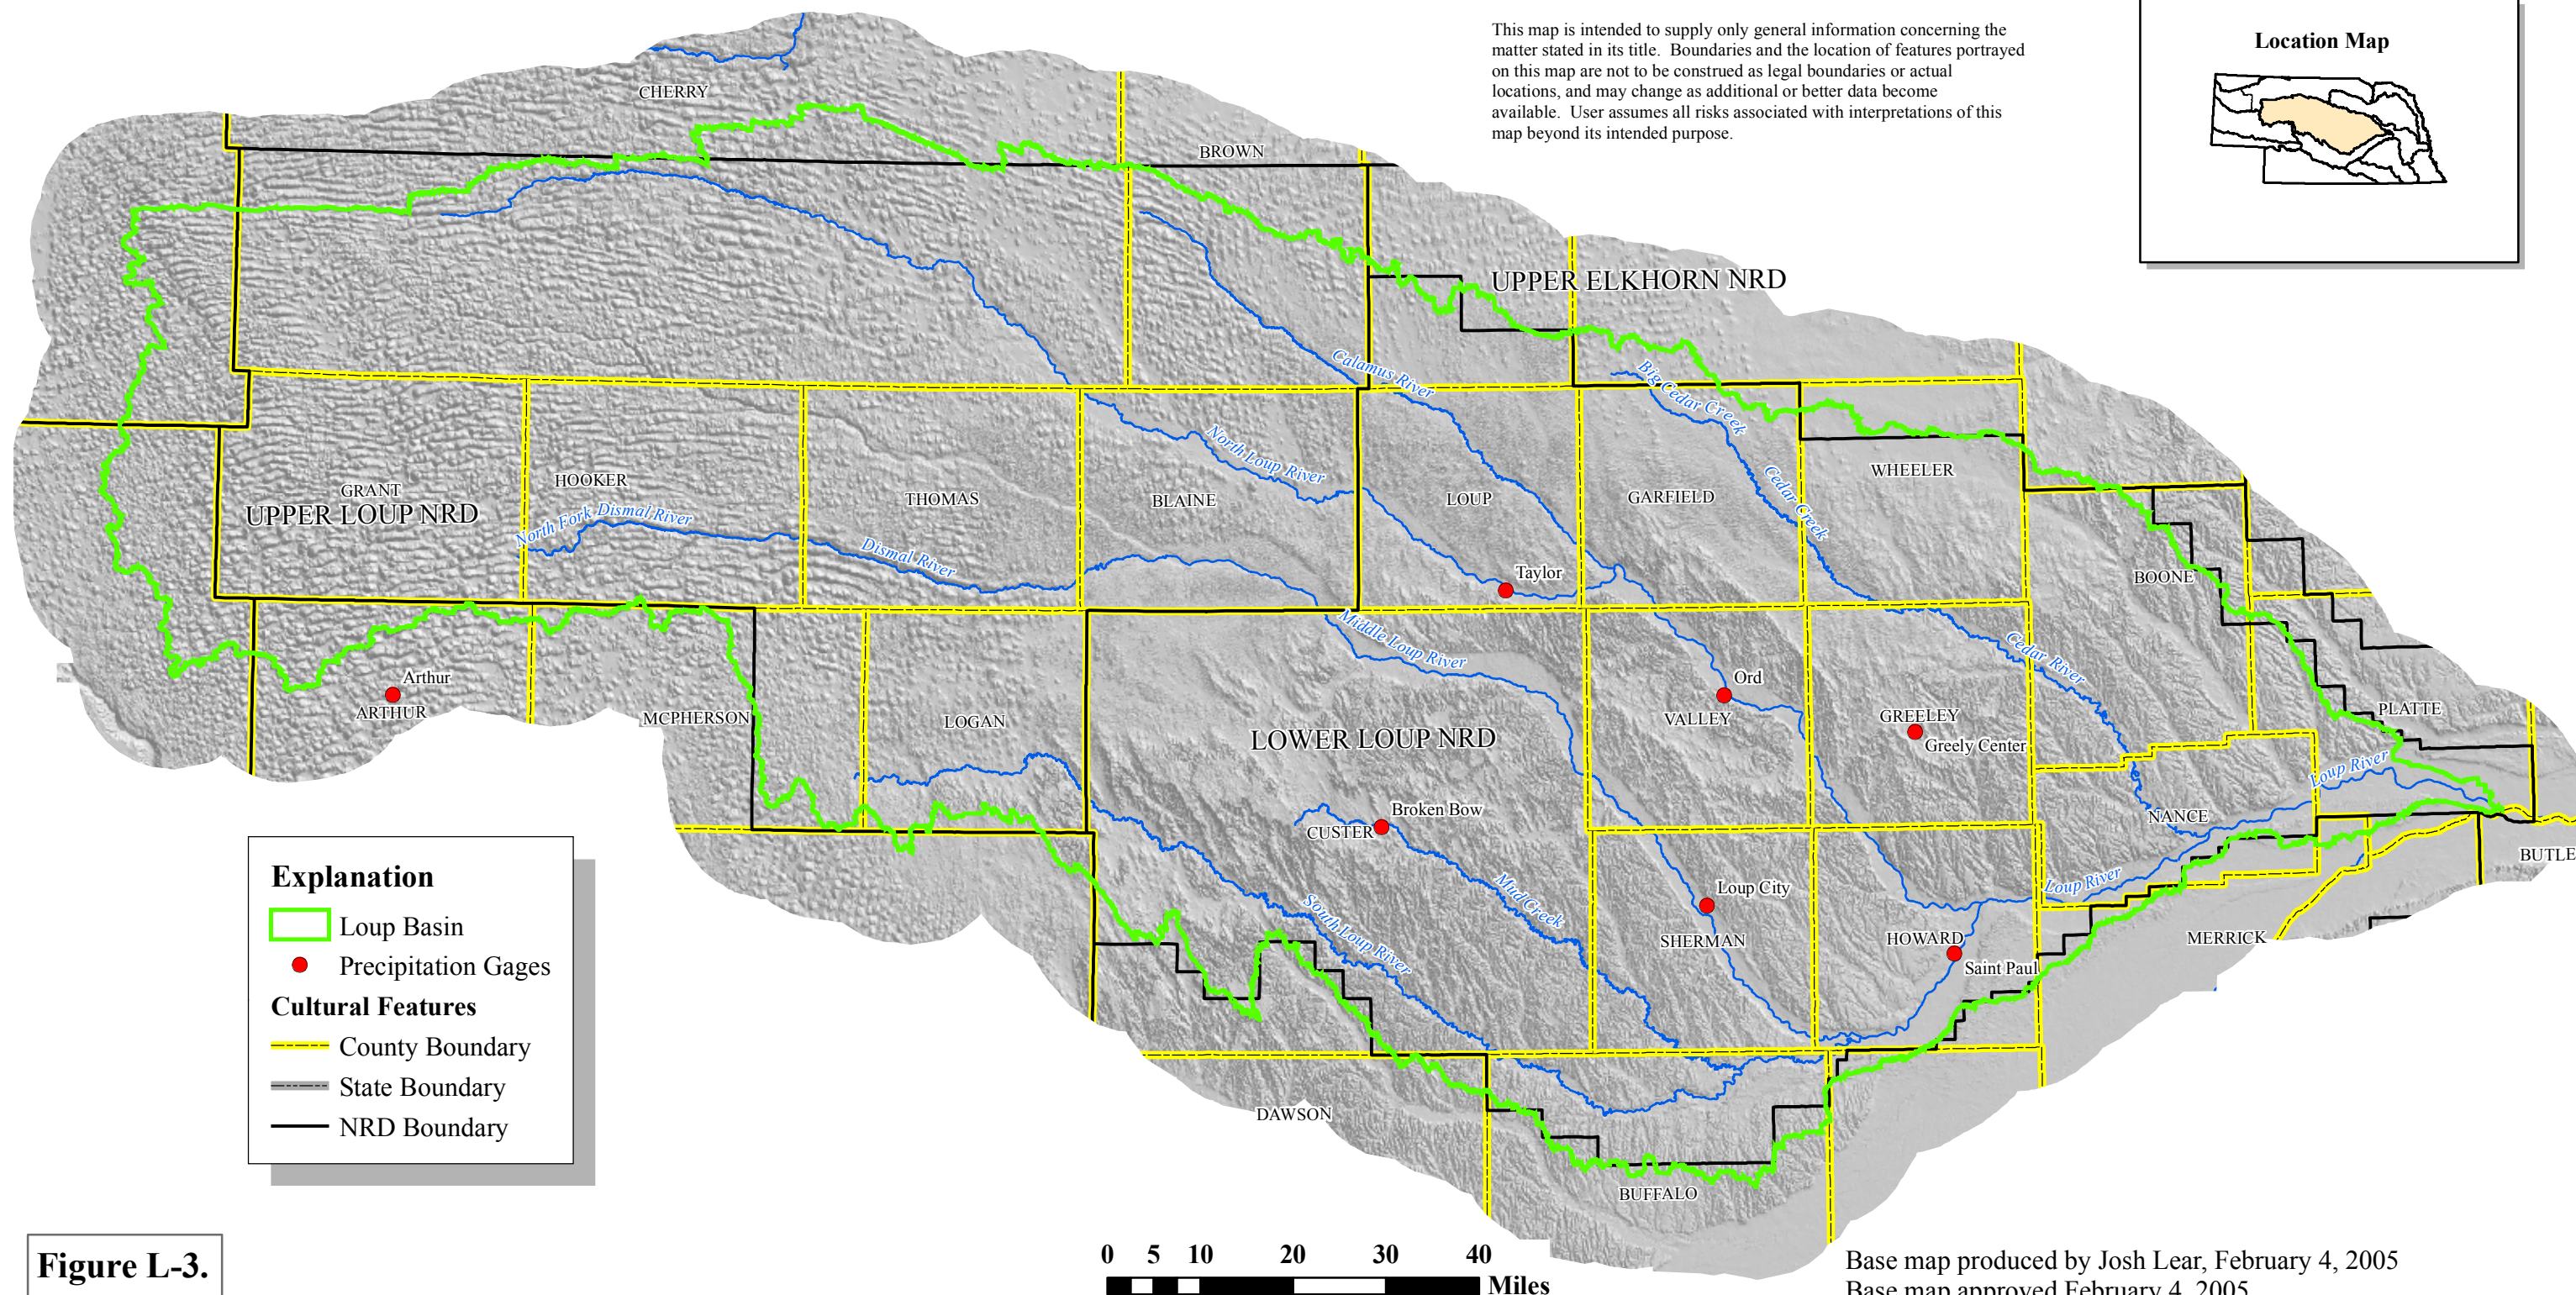 This map is intended to supply only general information concerning the
matter stated in its title. Boundaries and the location of features portrayed
on this map are not to be construed as legal boundaries or actual
locations, and may change as additional or better data become
available. User assumes all risks associated with interpretations of this
map beyond its intended purpose.
Location Map
CHERRY
BROWN
UPPER ELKHORN NRD
Calamus River
Big Cedar Creek
North Loup River
Cedar Creek
WHEELER
GRANT
HOOKER
THOMAS
BLAINE
LOUP
GARFIELD
UPPER LOUP NRD
North Fork Dismal River
Dismal River
Taylor
BOONE
Middle Loup River
Cedar River
Arthur
ARTHUR
MCPHERSON
LOGAN
LOWER LOUP NRD
Ord
VALLEY
GREELEY
Greely Center
PLATTE
Loup River
Broken Bow
CUSTER
NANCE
BUTLE
Mud Creek
South Loup River
Loup City
SHERMAN
Loup River
HOWARD
Saint Paul
MERRICK
DAWSON
BUFFALO
Explanation
Loup Basin
Precipitation Gages
Cultural Features
County Boundary
State Boundary
NRD Boundary
Figure L-3.
0 5 10 20 30 40
Miles
Base map produced by Josh Lear, February 4, 2005
Base map approved February 4, 2005